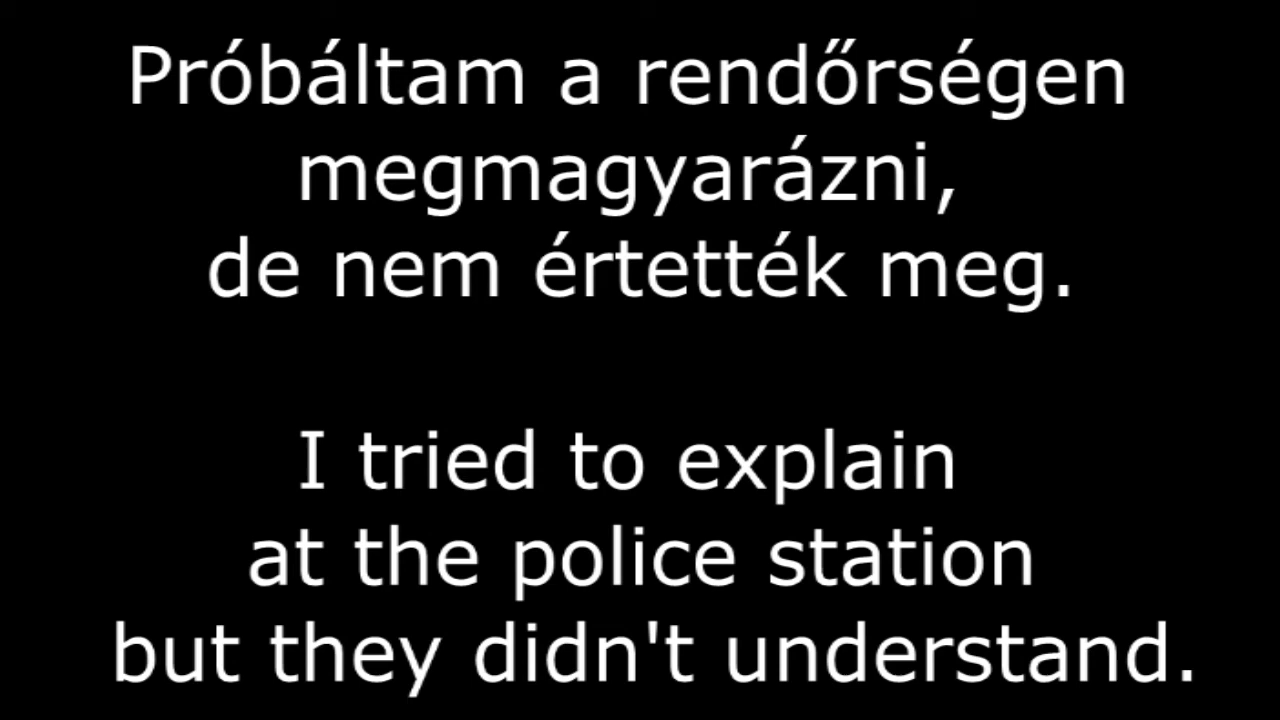 Próbáltam a rendőrségen
megmagyarázni,
de nem értették meg.
I tried to explain
at the police station
but they didn't understand.